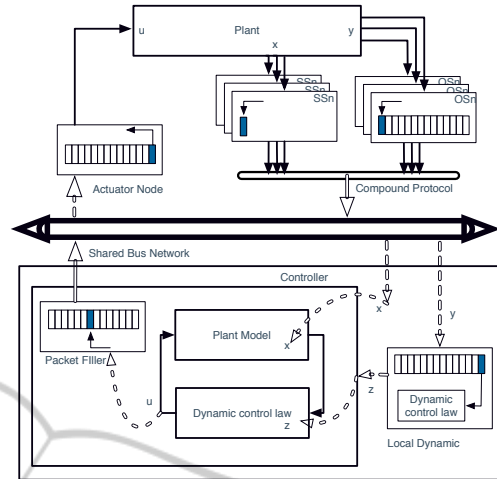 u
Plant
y
x
SSn
SSn
SSn
OSn
OSn
OSn
Actuator Node
Compound Protocol
Shared Bus Network
Controller
x
y
Plant Model
x
Packet FIller
u
z
Dynamic control law
z
Dynamic
control law
Local Dynamic